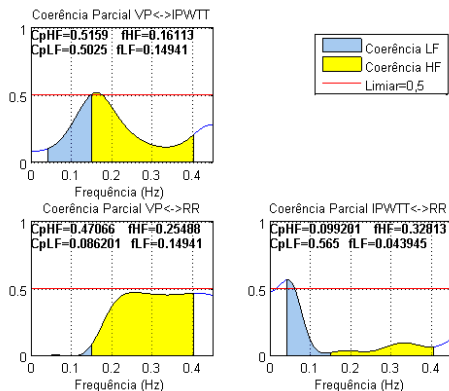 Coerência Parcial VP<->IPWTT
CpHF=0.5159 fHF=0.16113
CpLF=0.5025 fLF=0.14941
1
0.5
0
0 0.1 0.2 0.3 0.4
Frequência (Hz)
Coerência LF
Coerência HF
Limiar=0,5
Coerência Parcial VP<->RR
CpHF=0.47066 fHF=0.25488
CpLF=0.086201 fLF=0.14941
1
0.5
0
0 0.1 0.2 0.3 0.4
Frequência (Hz)
Coerência Parcial IPWTT<->RR
CpHF=0.099201 fHF=0.32813
CpLF=0.565 fLF=0.043945
1
0.5
0
0 0.1 0.2 0.3 0.4
Frequência (Hz)